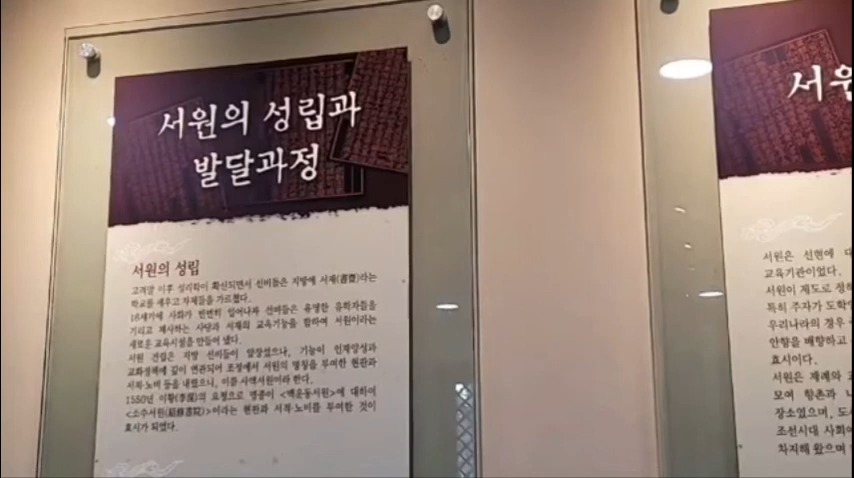 서원의 성립과
발달과정
서원의 성립
고려말 이후 성리학이 확산되면서 선비들은 지방에 서재(書齋)라는
학교를 세우고 자제들을 가르쳤다.
16세기에 사화가 빈번히 일어나자 선비들은 유명한 유학자들을
기리고 제사하는 사당과 서재의 교육기능을 합하여 서원이라는
새로운 교육시설을 만들어 냈다.
서원 건립은 지방 선비들이 앞장섰으나, 기능이 인재양성과
교화정책에 깊이 연관되어 조정에서 서원의 명칭을 부여한 현판과
서북·노비 등을 내렸으니, 이를 사액서원이라 한다.
1550년 이황(李滉)의 요청으로 명종이 <백운동서원>에 대하여
<소수서원(紹修書院)>이라는 현판과 서북·노비를 부여한 것이
효시가 되었다.
서원
서원은 선현에
교육기관이었다.
서원이 제도로
특히 주자가
우리나라의 경우
안향을 배향하고
효시이다.
서원은 제례와
모여 향촌과
장소였으며,
조선시대
차지해 왔으며